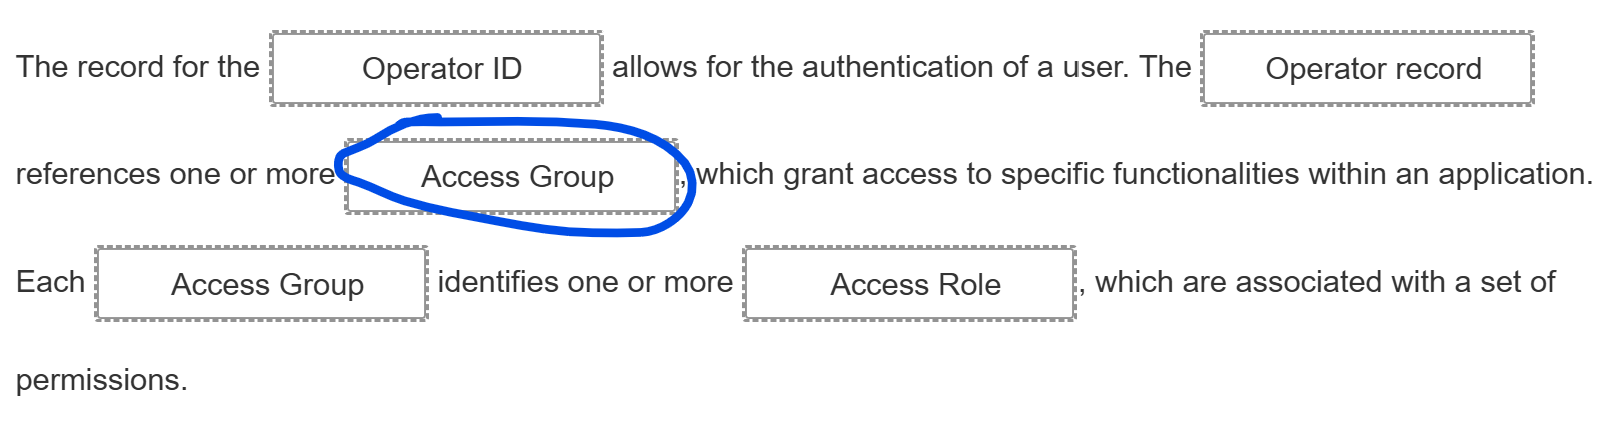 The record for the Operator ID allows for the authentication of a user. The Operator record
references one or more Access Group, which grant access to specific functionalities within an application.
Each Access Group identifies one or more Access Role, which are associated with a set of
permissions.